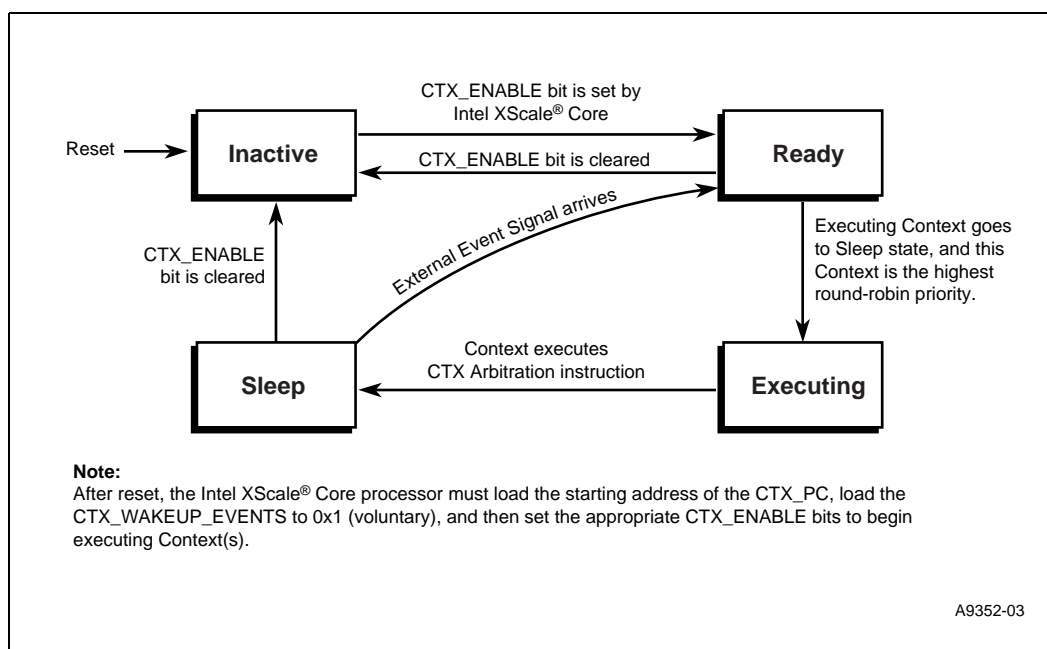 CTX_ENABLE bit is set by
Intel XScale® Core
Reset
Inactive
CTX_ENABLE bit is cleared
Ready
External Event Signal arrives
CTX_ENABLE
bit is cleared
Executing Context goes
to Sleep state, and this
Context is the highest
round-robin priority.
Sleep
Context executes
CTX Arbitration instruction
Executing
Note:
After reset, the Intel XScale® Core processor must load the starting address of the CTX_PC, load the
CTX_WAKEUP_EVENTS to 0x1 (voluntary), and then set the appropriate CTX_ENABLE bits to begin
executing Context(s).
A9352-03